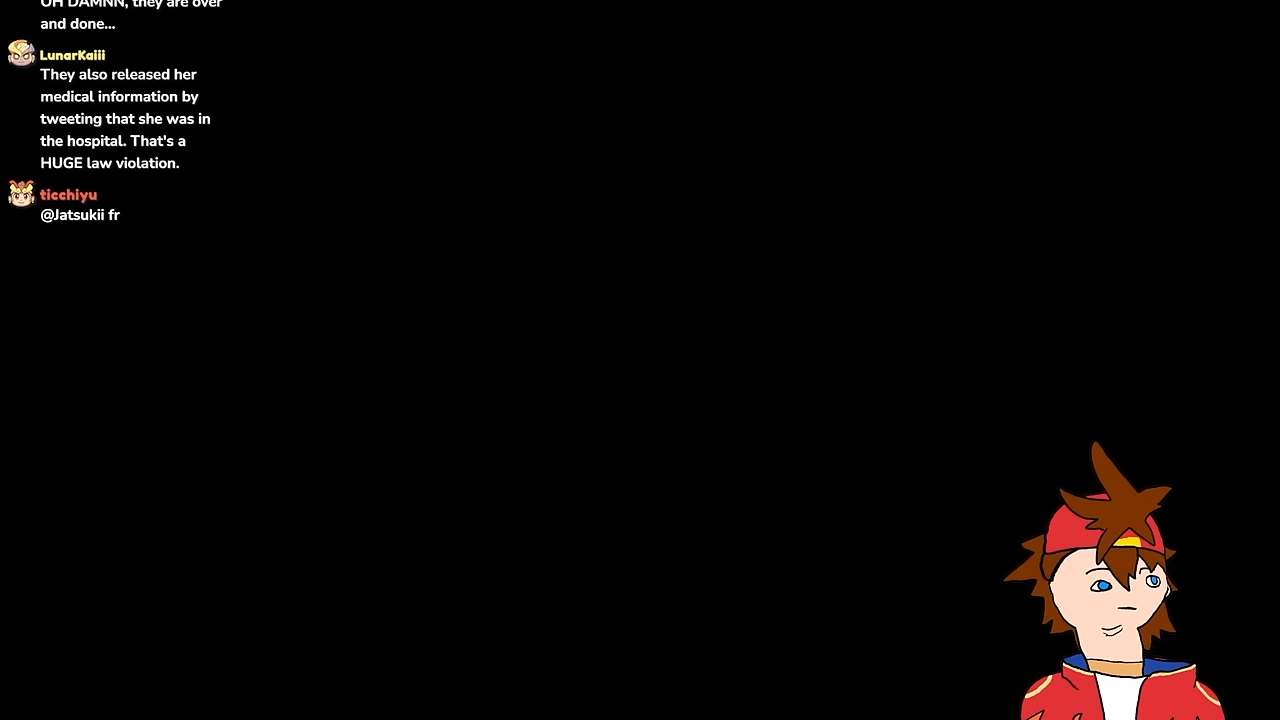 OH DAMNN, they are over
and done...
LunarKaiii
They also released her
medical information by
tweeting that she was in
the hospital. That's a
HUGE law violation.
ticchiyu
@Jatsukii fr